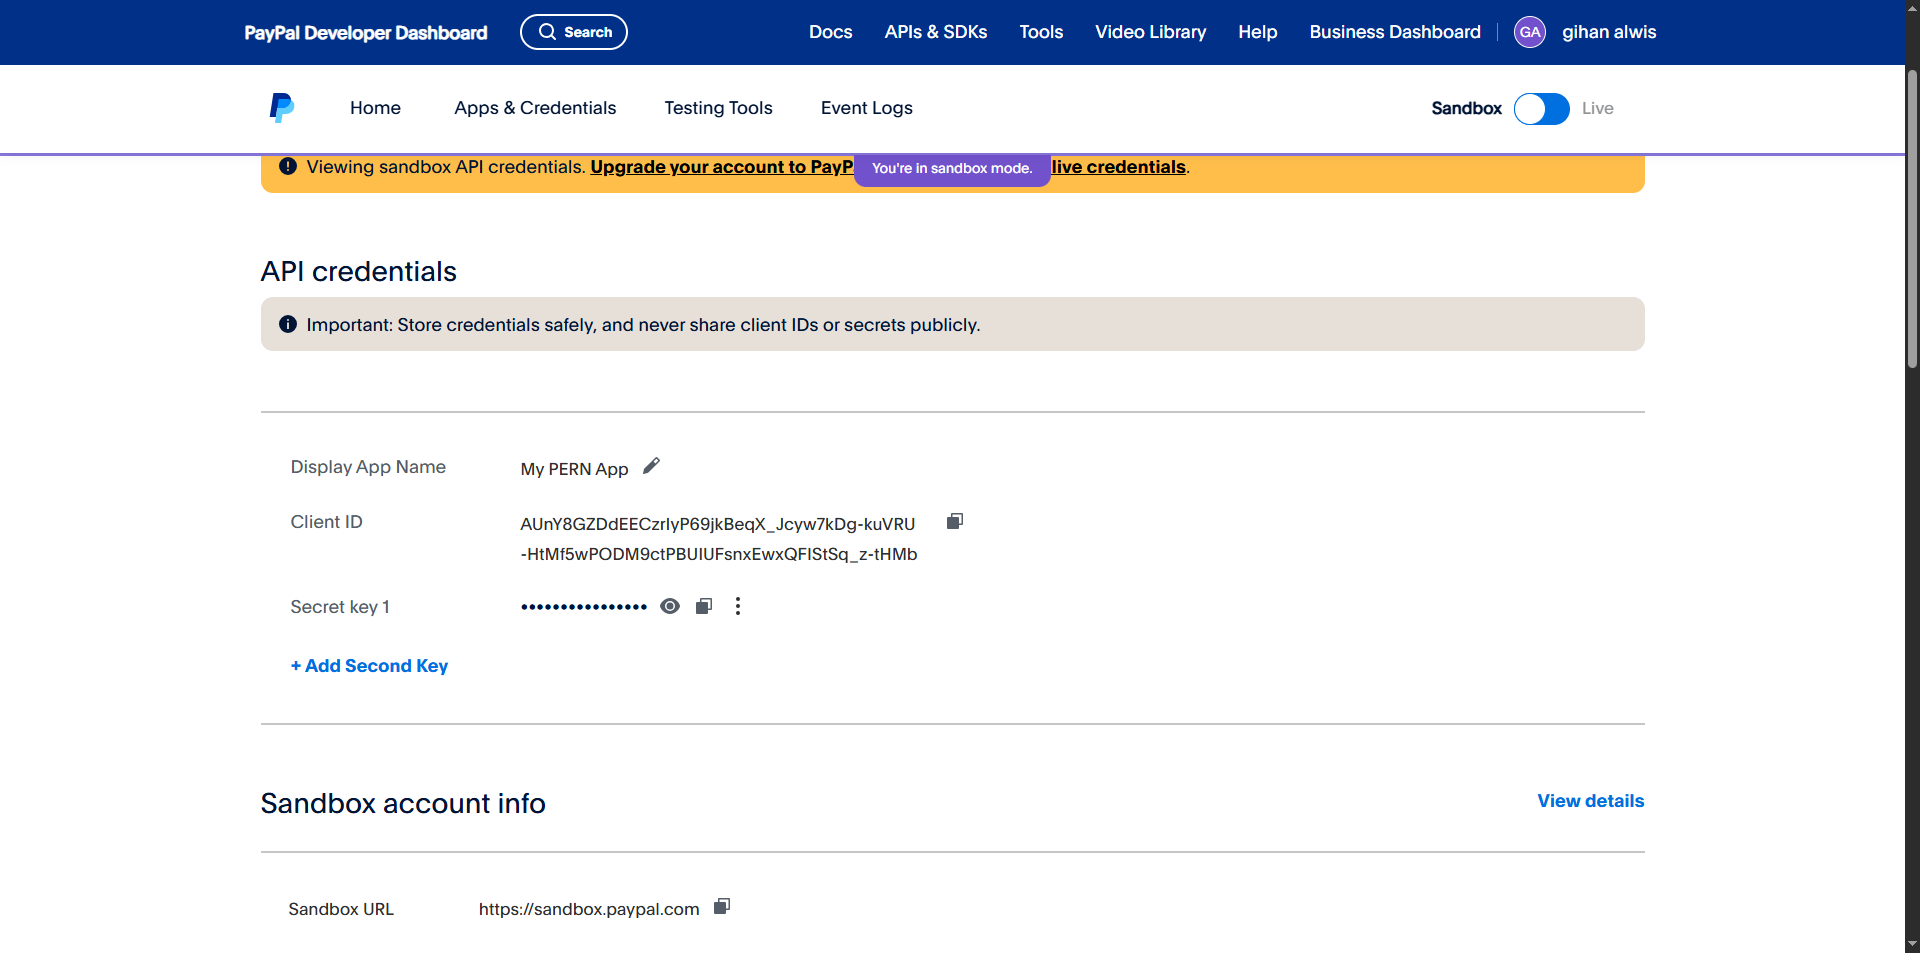 PayPal Developer Dashboard
Search
Docs
APIs & SDKs
Tools
Video Library
Help
Business Dashboard
GA
gihan alwis
Home
Apps & Credentials
Testing Tools
Event Logs
Sandbox
Live
Viewing sandbox API credentials. Upgrade your account to PayP
You're in sandbox mode.
live credentials.
API credentials
Important: Store credentials safely, and never share client IDs or secrets publicly.
Display App Name
My PERN App
Client ID
AUnY8GZDdEECzrIyP69jkBeqX_Jcyw7kDg-kuVRU
-HtMf5wPODM9ctPBUIUFsnxEwxQFIStSq_z-tHMb
Secret key 1
••••••••••••••••
+ Add Second Key
Sandbox account info
View details
Sandbox URL
https://sandbox.paypal.com